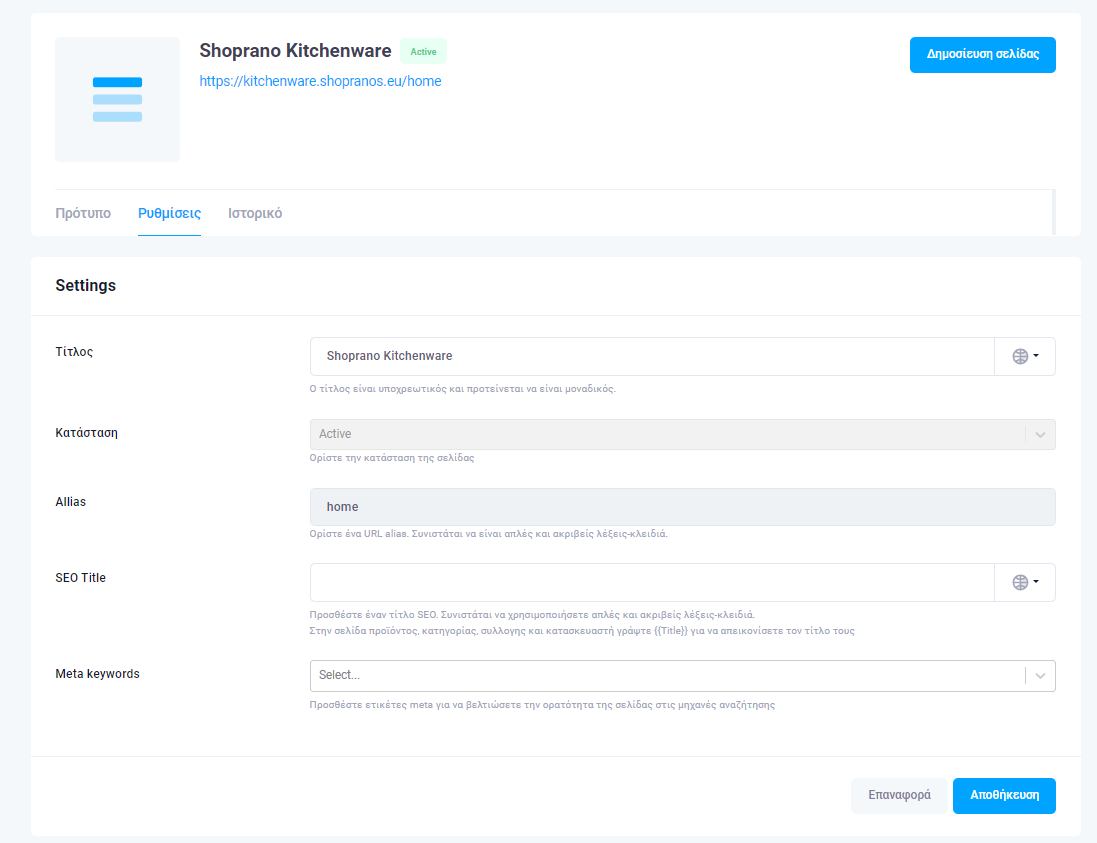 Shoprano Kitchenware
Active
Δημοσίευση σελίδας
https://kitchenware.shopranos.eu/home
Πρότυπο
Ρυθμίσεις
Ιστορικό
Settings
Τίτλος
Shoprano Kitchenware
Ο τίτλος είναι υποχρεωτικός και προτείνεται να είναι μοναδικός.
Κατάσταση
Active
Ορίστε την κατάσταση της σελίδας
Allias
home
Ορίστε ένα URL alias. Συνιστάται να είναι απλές και ακριβείς λέξεις-κλειδιά.
SEO Title
Προσθέστε έναν τίτλο SEO. Συνιστάται να χρησιμοποιήσετε απλές και ακριβείς λέξεις-κλειδιά.
Στην σελίδα προϊόντος, κατηγορίας, συλλογης και κατασκευαστή γράψτε {{Title}} για να απεικονίσετε τον τίτλο τους
Meta keywords
Select...
Προσθέστε ετικέτες meta για να βελτιώσετε την ορατότητα της σελίδας στις μηχανές αναζήτησης
Επαναφορά
Αποθήκευση